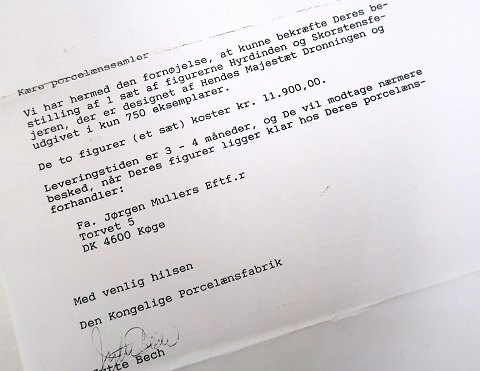 Kære porcelænssamler
Vi har hermed den fornøjelse, at kunne bekræfte Deres be-
stilling af 1 sæt af figurerne Hyrdinden og Skorstensfe-
jeren, der er designet af Hendes Majestæt Dronningen og
udgivet i kun 750 eksemplarer.
De to figurer (et sæt) koster kr. 11.900,00.
Leveringstiden er 3 - 4 måneder, og De vil modtage nærmere
besked, når Deres figurer ligger klar hos Deres porcelæns-
forhandler:
Fa. Jørgen Mullers Eftf.r
Torvet 5
DK 4600 Køge
Med venlig hilsen
Den Kongelige Porcelænsfabrik
Jette Bech